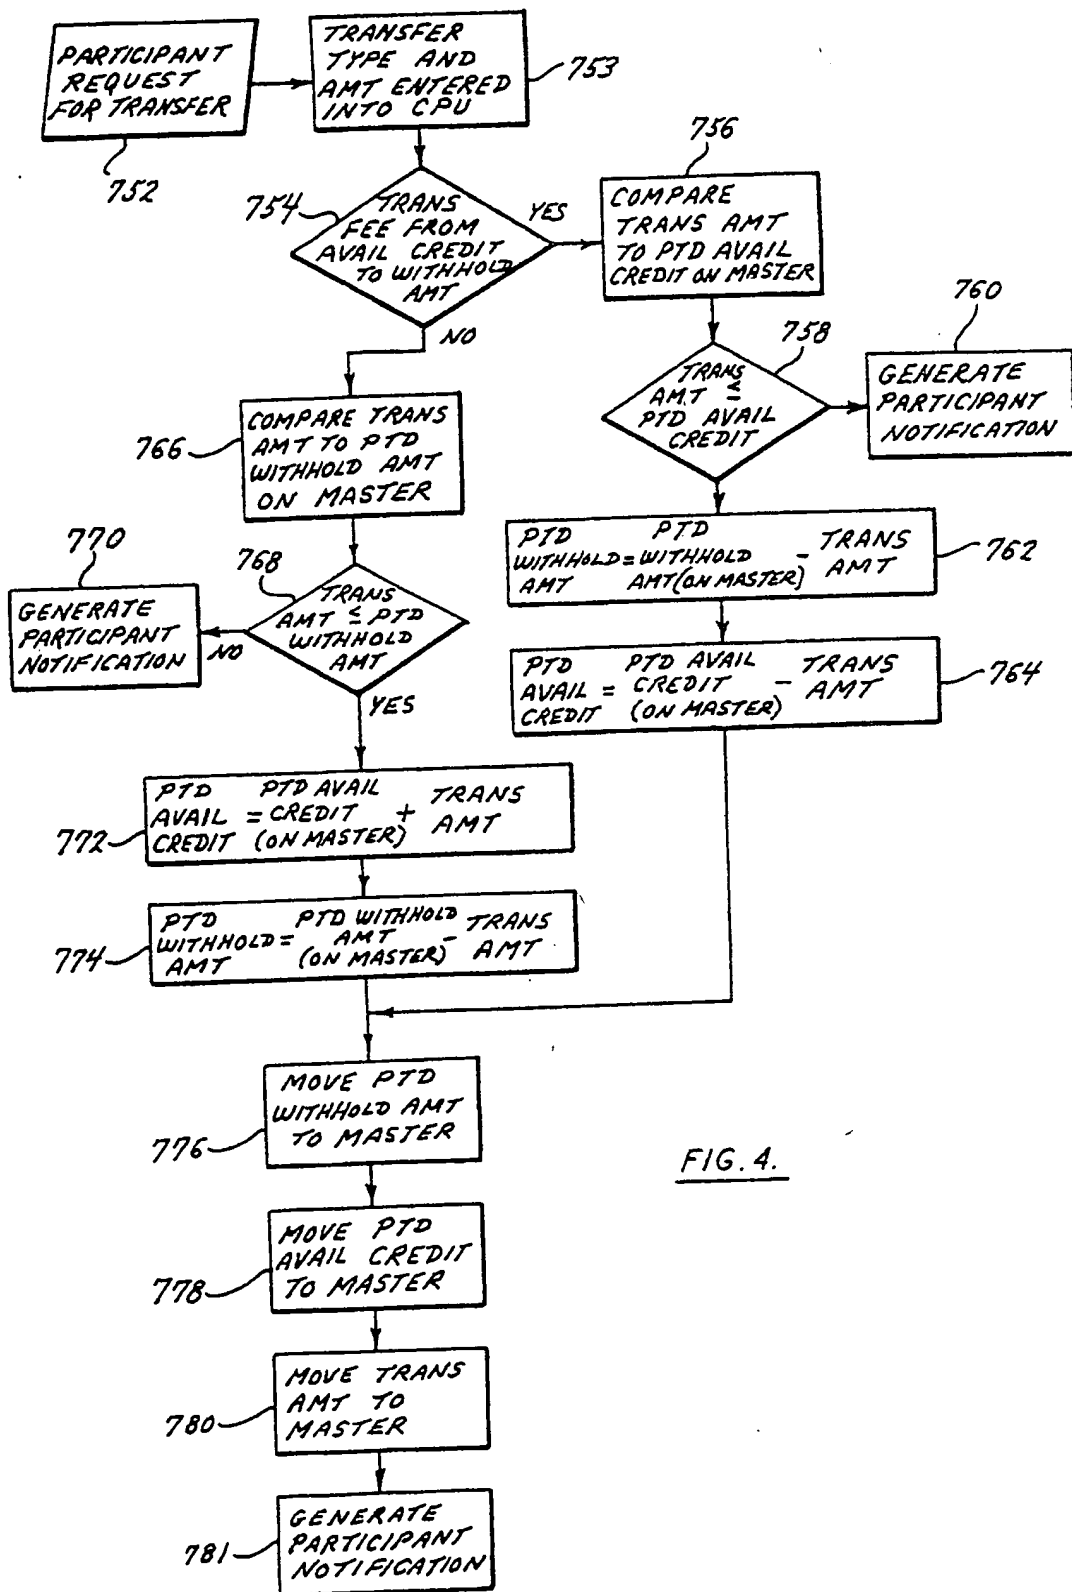 PARTICIPANT
REQUEST
FOR TRANSFER
752
TRANSFER
TYPE AND
AMT ENTERED
INTO CPU
753
754
TRANS
FEE FROM
AVAIL CREDIT
TO WITHHOLD
AMT
YES
NO
756
COMPARE
TRANS AMT
TO PTD AVAIL
CREDIT ON MASTER
758
TRANS
AMT ≤
PTD AVAIL
CREDIT
760
GENERATE
PARTICIPANT
NOTIFICATION
PTD PTD
WITHHOLD = WITHHOLD - TRANS
AMT AMT (ON MASTER) AMT
762
PTD PTD AVAIL TRANS
AVAIL = CREDIT - AMT
CREDIT (ON MASTER)
764
766
COMPARE TRANS
AMT TO PTD
WITHHOLD AMT
ON MASTER
768
TRANS
AMT ≤ PTD
WITHHOLD
AMT
NO
YES
770
GENERATE
PARTICIPANT
NOTIFICATION
772
PTD PTD AVAIL TRANS
AVAIL = CREDIT + AMT
CREDIT (ON MASTER)
774
PTD PTD WITHHOLD TRANS
WITHHOLD = AMT - AMT
AMT (ON MASTER)
776
MOVE PTD
WITHHOLD AMT
TO MASTER
778
MOVE PTD
AVAIL CREDIT
TO MASTER
780
MOVE TRANS
AMT TO
MASTER
781
GENERATE
PARTICIPANT
NOTIFICATION
FIG. 4.